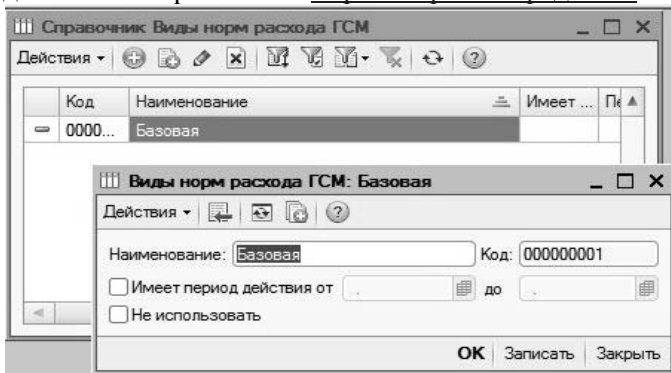 Справочник Виды норм расхода ГСМ
Действия
Код Наименование Имеет ...
0000... Базовая
Виды норм расхода ГСМ: Базовая
Действия
Наименование: Базовая Код: 000000001
Имеет период действия от . до .
Не использовать
OK Записать Закрыть